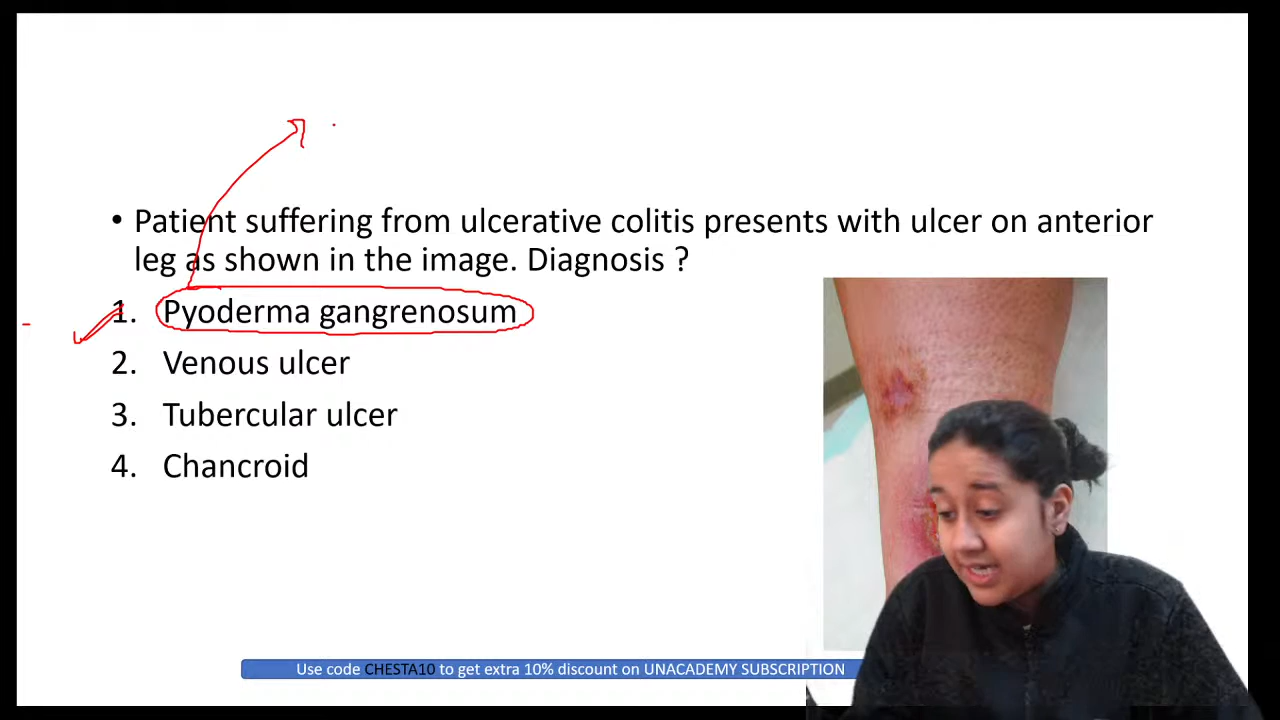 • Patient suffering from ulcerative colitis presents with ulcer on anterior
leg as shown in the image. Diagnosis ?
1. Pyoderma gangrenosum
2. Venous ulcer
3. Tubercular ulcer
4. Chancroid
Use code CHESTA10 to get extra 10% discount on UNACADEMY SUBSCRIPTION